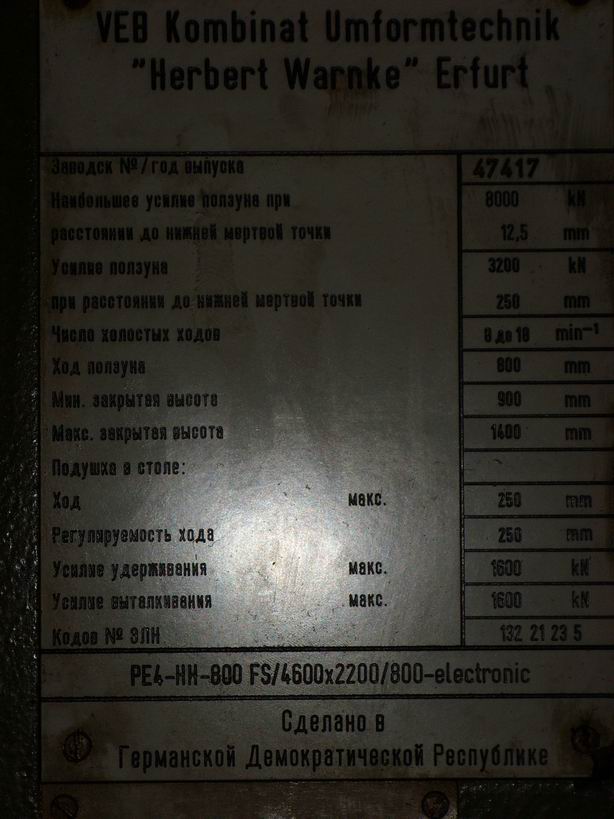 VEB Kombinat Umformtechnik
"Herbert Warnke" Erfurt
Заводск №/год выпуска 47417
Наибольшее усилие ползуна при 8000 kN
расстоянии до нижней мертвой точки 12,5 mm
Усилие ползуна 3200 kN
при расстоянии до нижней мертвой точки 250 mm
Число холостых ходов 8 до 18 min⁻¹
Ход ползуна 800 mm
Мин. закрытая высота 900 mm
Макс. закрытая высота 1400 mm
Подушка в столе:
Ход макс. 250 mm
Регулируемость хода 250 mm
Усилие удерживания макс. 1600 kN
Усилие выталкивания макс. 1600 kN
Кодов № ЭЛН 132 21 23 5
PE4-HH-800 FS/4600x2200/800-electronic
Сделано в
Германской Демократической Республике